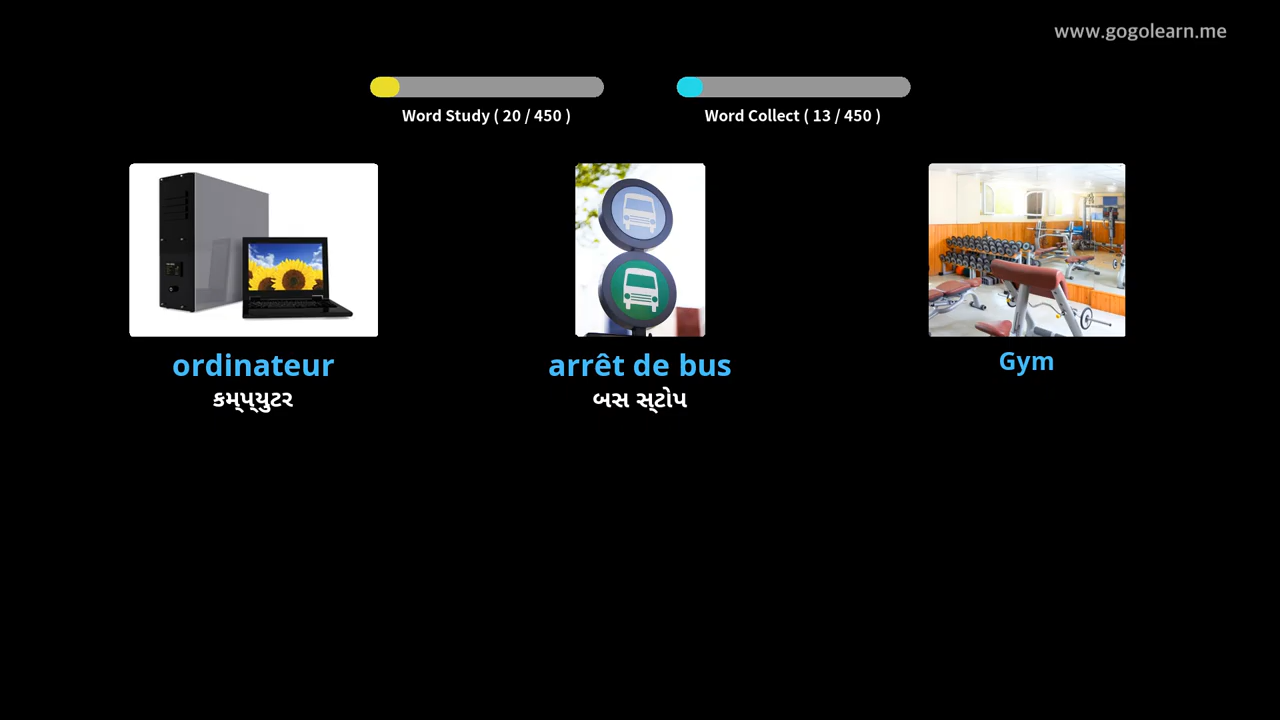 www.gogolearn.me
Word Study ( 20 / 450 )
Word Collect ( 13 / 450 )
ordinateur
કમ્પ્યુટર
arrêt de bus
બસ સ્ટોપ
Gym